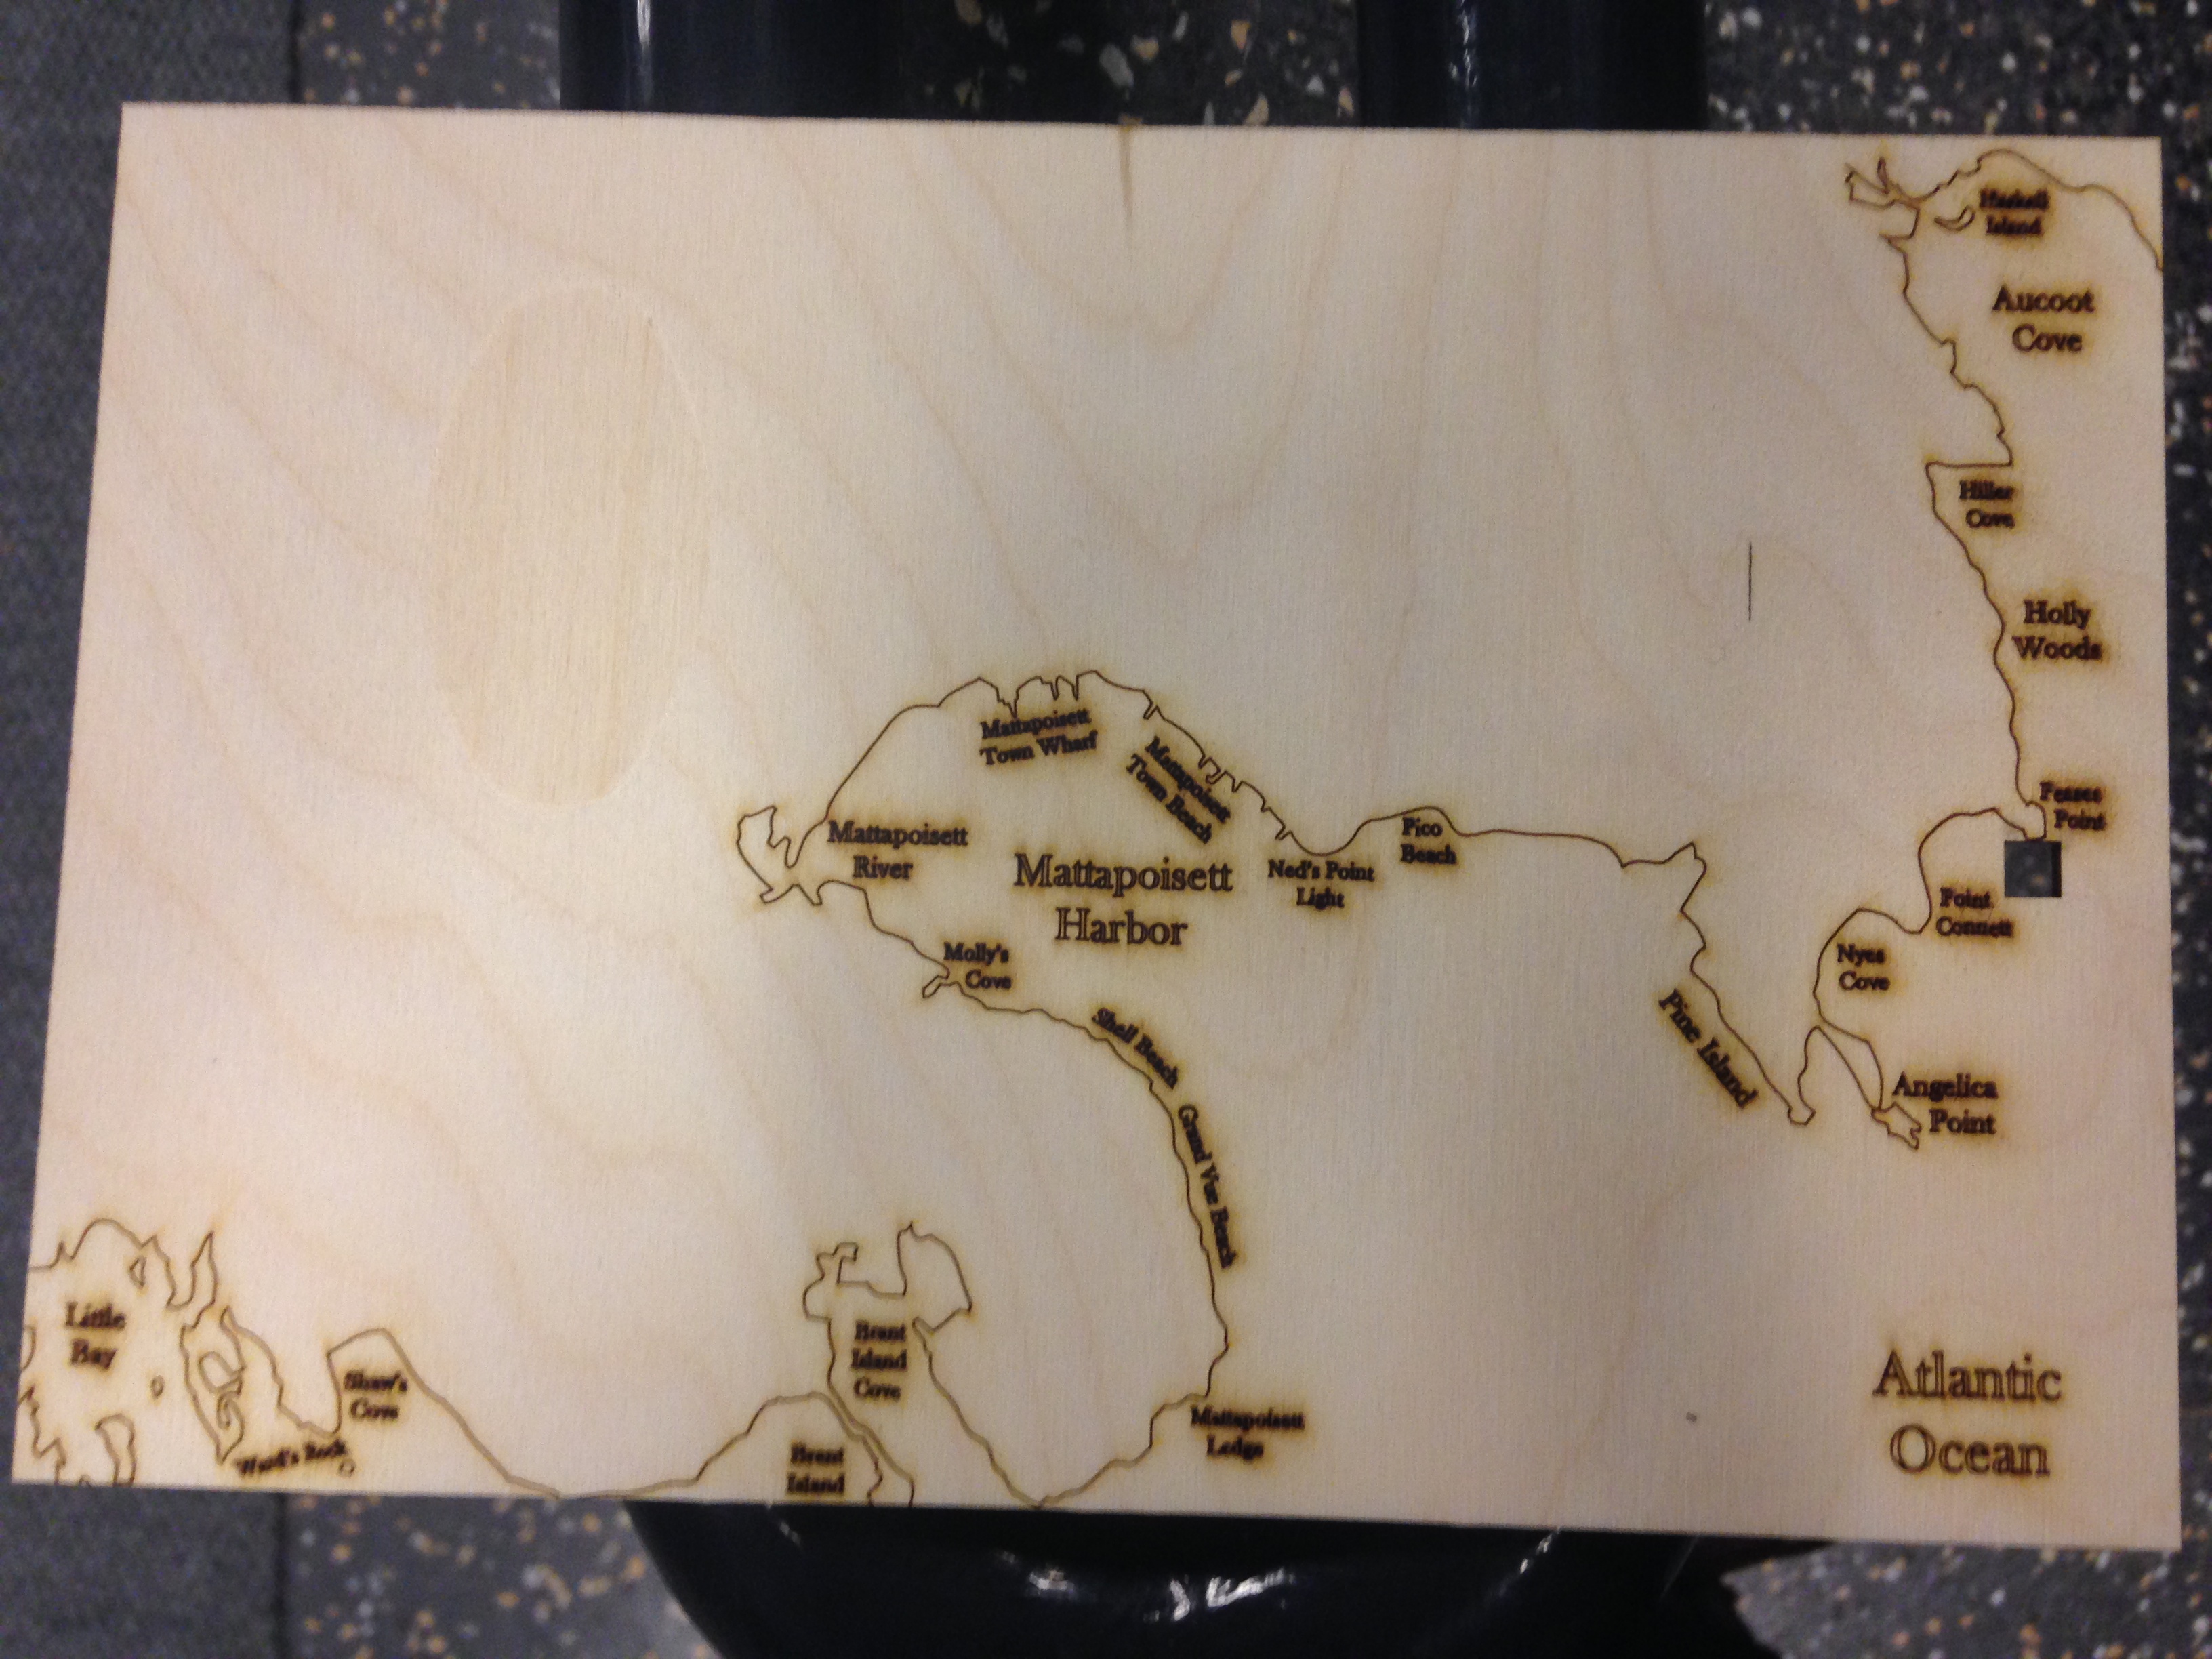 Haskell
Island
Aucoot
Cove
Hiller
Cove
Holly
Woods
Mattapoisett
Town Wharf
Mattapoisett
Town Beach
Peases
Point
Mattapoisett
River
Mattapoisett
Harbor
Ned's Point
Light
Pico
Beach
Point
Connett
Nyes
Cove
Molly's
Cove
Shell Beach
Pine Island
Grand Vue Beach
Angelica
Point
Little
Bay
Shaw's
Cove
Ward's Rock
Brant
Island
Cove
Brant
Island
Mattapoisett
Ledge
Atlantic
Ocean